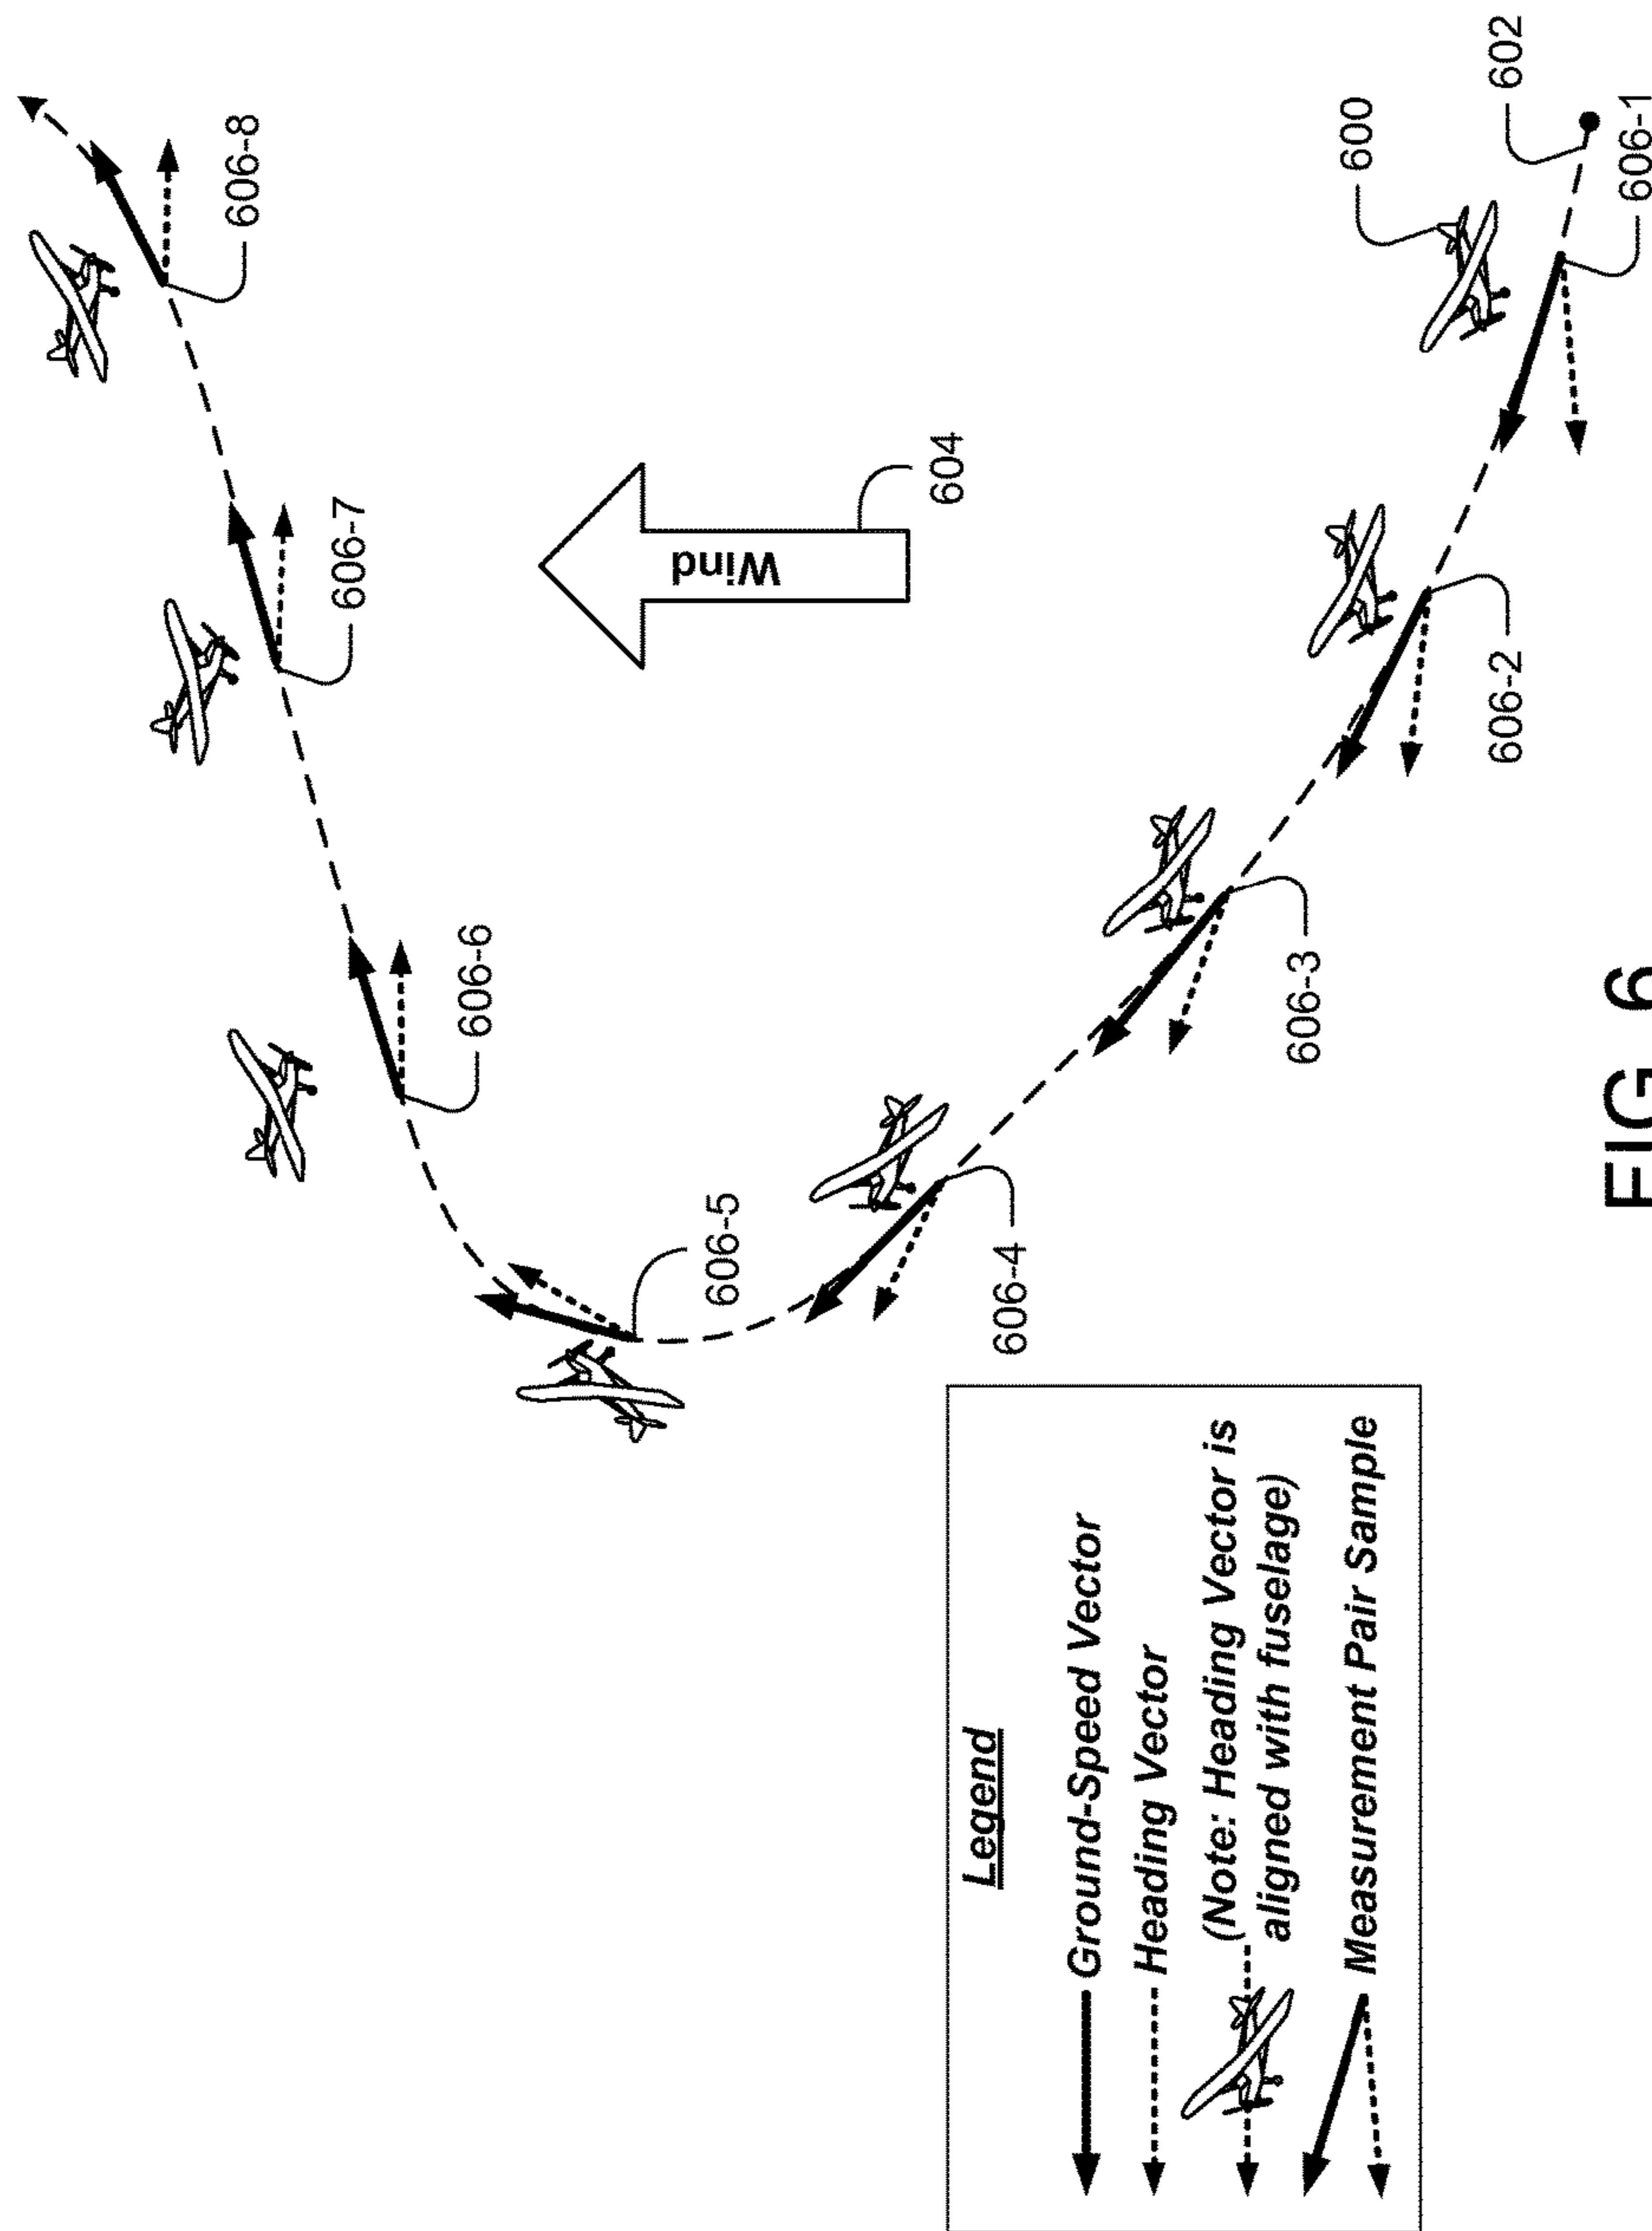 Legend
Ground-Speed Vector
Heading Vector
(Note: Heading Vector is
aligned with fuselage)
Measurement Pair Sample
606-5
606-6
606-7
606-8
Wind
604
606-4
606-3
606-2
600
602
606-1
FIG 6